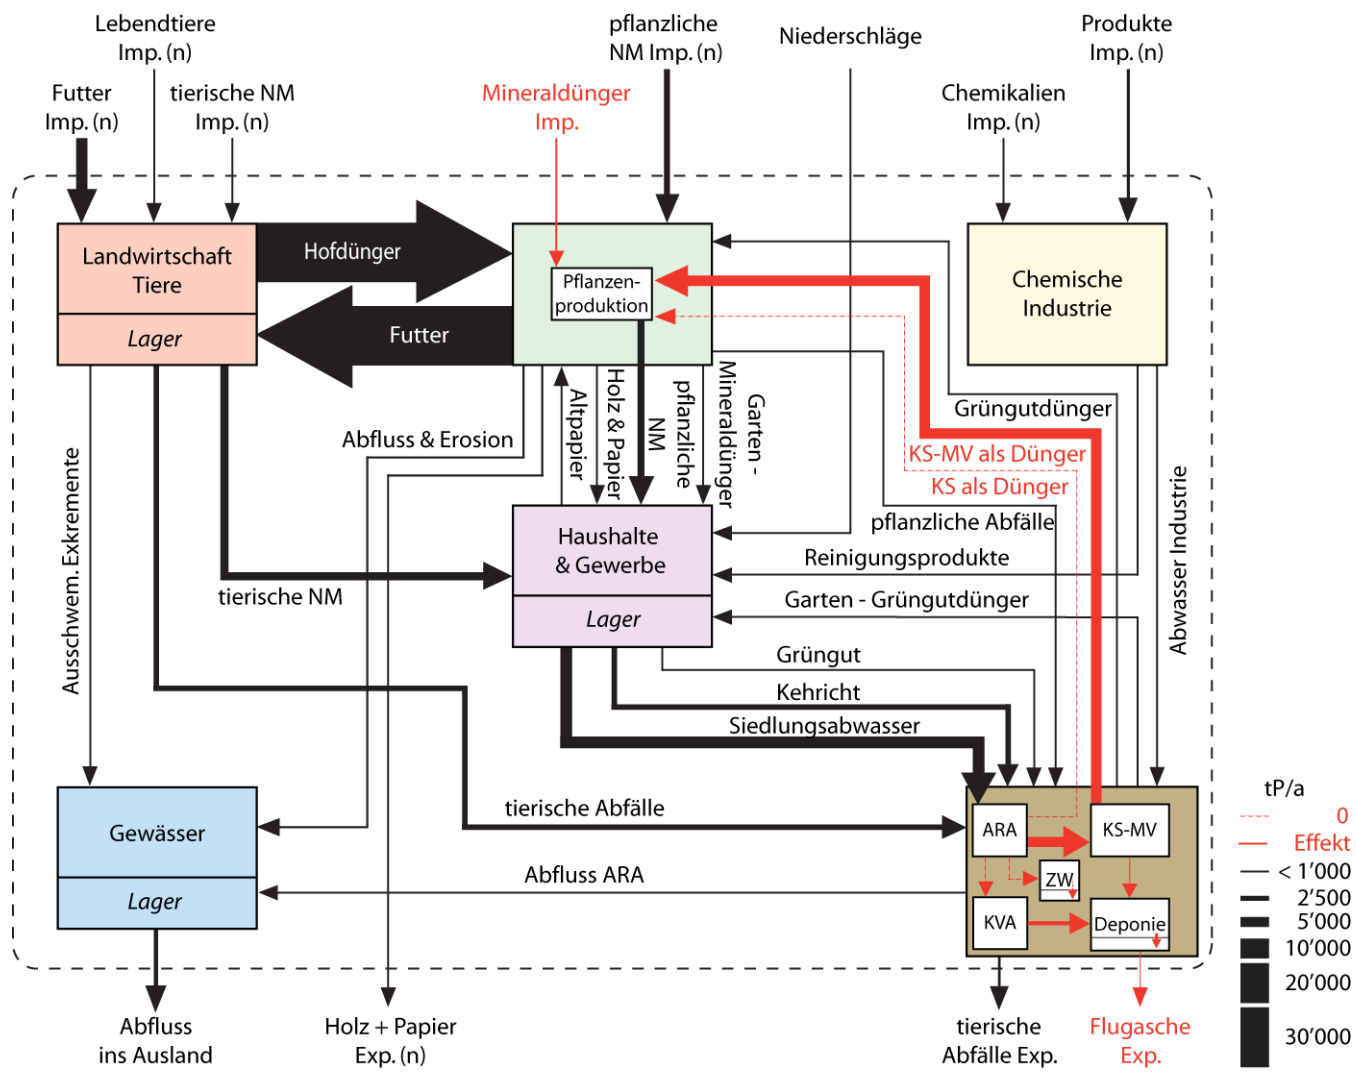 Lebendtiere
Imp. (n)
pflanzliche
NM Imp. (n)
Niederschläge
Produkte
Imp. (n)
Futter
Imp. (n)
tierische NM
Imp. (n)
Mineraldünger
Imp.
Chemikalien
Imp. (n)
Landwirtschaft
Tiere
Lager
Hofdünger
Futter
Pflanzen-
produktion
Chemische
Industrie
Grüngutdünger
KS-MV als Dünger
KS als Dünger
Abfluss & Erosion
Altpapier
Holz & Papier
pflanzliche
NM
Garten -
Mineraldünger
Ausschwem. Exkremente
Abwasser Industrie
pflanzliche Abfälle
Haushalte
& Gewerbe
Lager
Reinigungsprodukte
tierische NM
Garten - Grüngutdünger
Grüngut
Kehricht
Siedlungsabwasser
tierische Abfälle
Gewässer
Lager
Abfluss ARA
ARA
KS-MV
ZW
KVA
Deponie
tP/a
0
Effekt
< 1’000
2’500
5’000
10’000
20’000
30’000
Abfluss
ins Ausland
Holz + Papier
Exp. (n)
tierische
Abfälle Exp.
Flugasche
Exp.